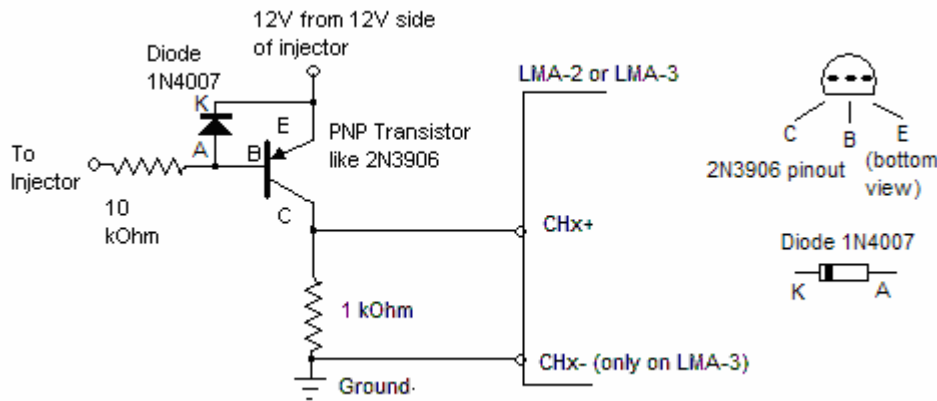 12V from 12V side
of injector
Diode
1N4007
K
A
E
B
C
PNP Transistor
like 2N3906
To
Injector
10
kOhm
1 kOhm
Ground.
LMA-2 or LMA-3
CHx+
CHx- (only on LMA-3)
C
B
E
2N3906 pinout
(bottom
view)
Diode 1N4007
K
A